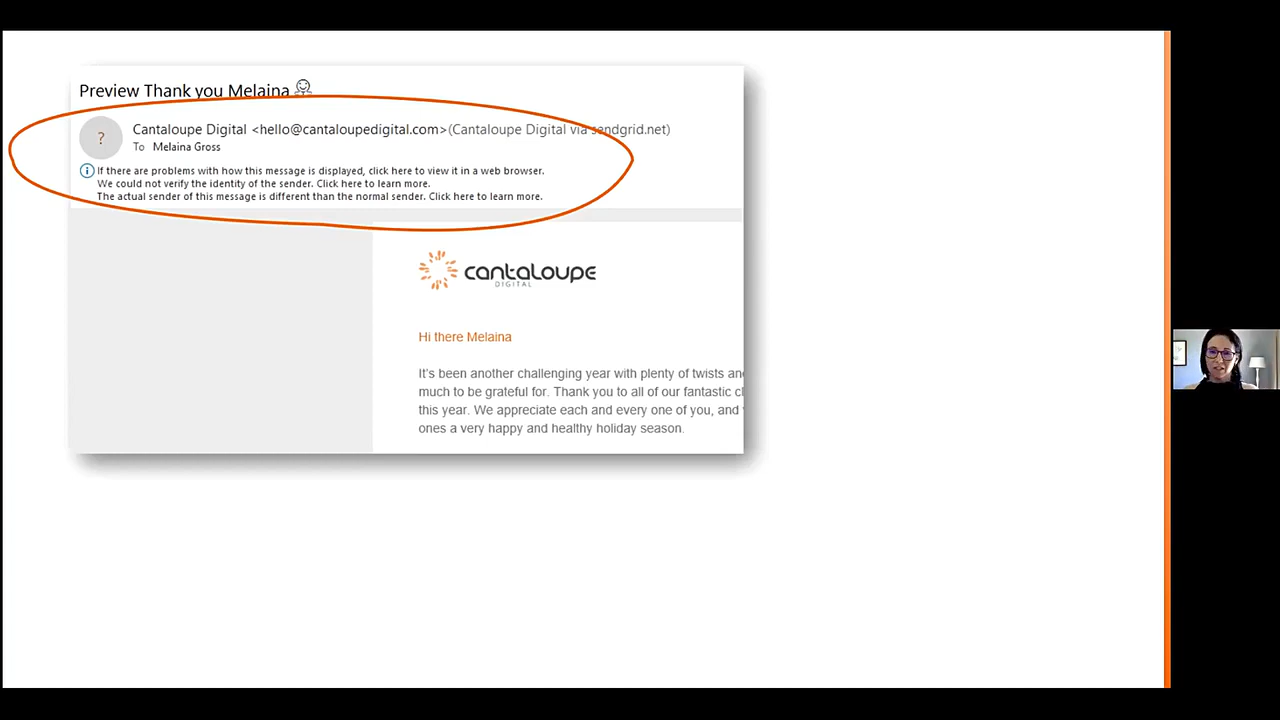 Preview Thank you Melaina
?
Cantaloupe Digital <hello@cantaloupedigital.com>(Cantaloupe Digital via sendgrid.net)
To Melaina Gross
If there are problems with how this message is displayed, click here to view it in a web browser.
We could not verify the identity of the sender. Click here to learn more.
The actual sender of this message is different than the normal sender. Click here to learn more.
cantaloupe
DIGITAL
Hi there Melaina
It's been another challenging year with plenty of twists and
much to be grateful for. Thank you to all of our fantastic c
this year. We appreciate each and every one of you, and
ones a very happy and healthy holiday season.